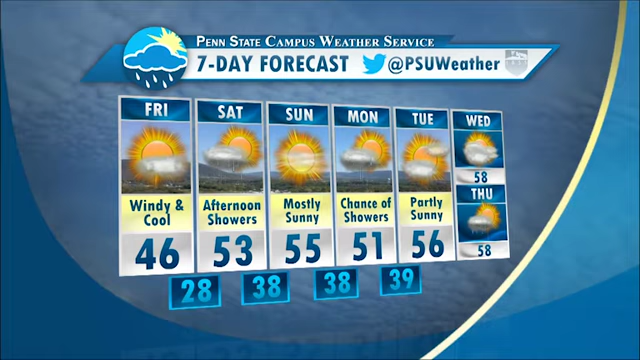 PENN STATE CAMPUS WEATHER SERVICE
7-DAY FORECAST @PSUWeather
FRI
Windy &
Cool
46
SAT
Afternoon
Showers
53
SUN
Mostly
Sunny
55
MON
Chance of
Showers
51
TUE
Partly
Sunny
56
WED
58
THU
58
28
38
38
39